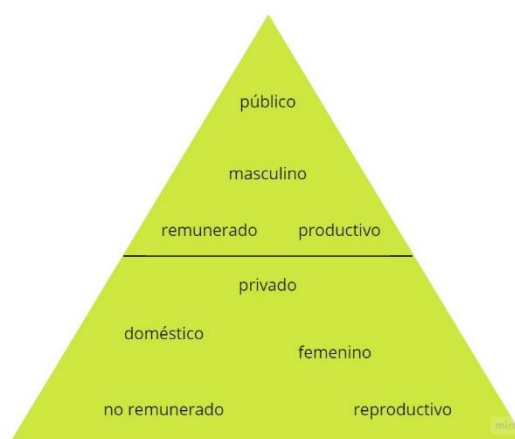 público
masculino
remunerado productivo
privado
doméstico
femenino
no remunerado reproductivo